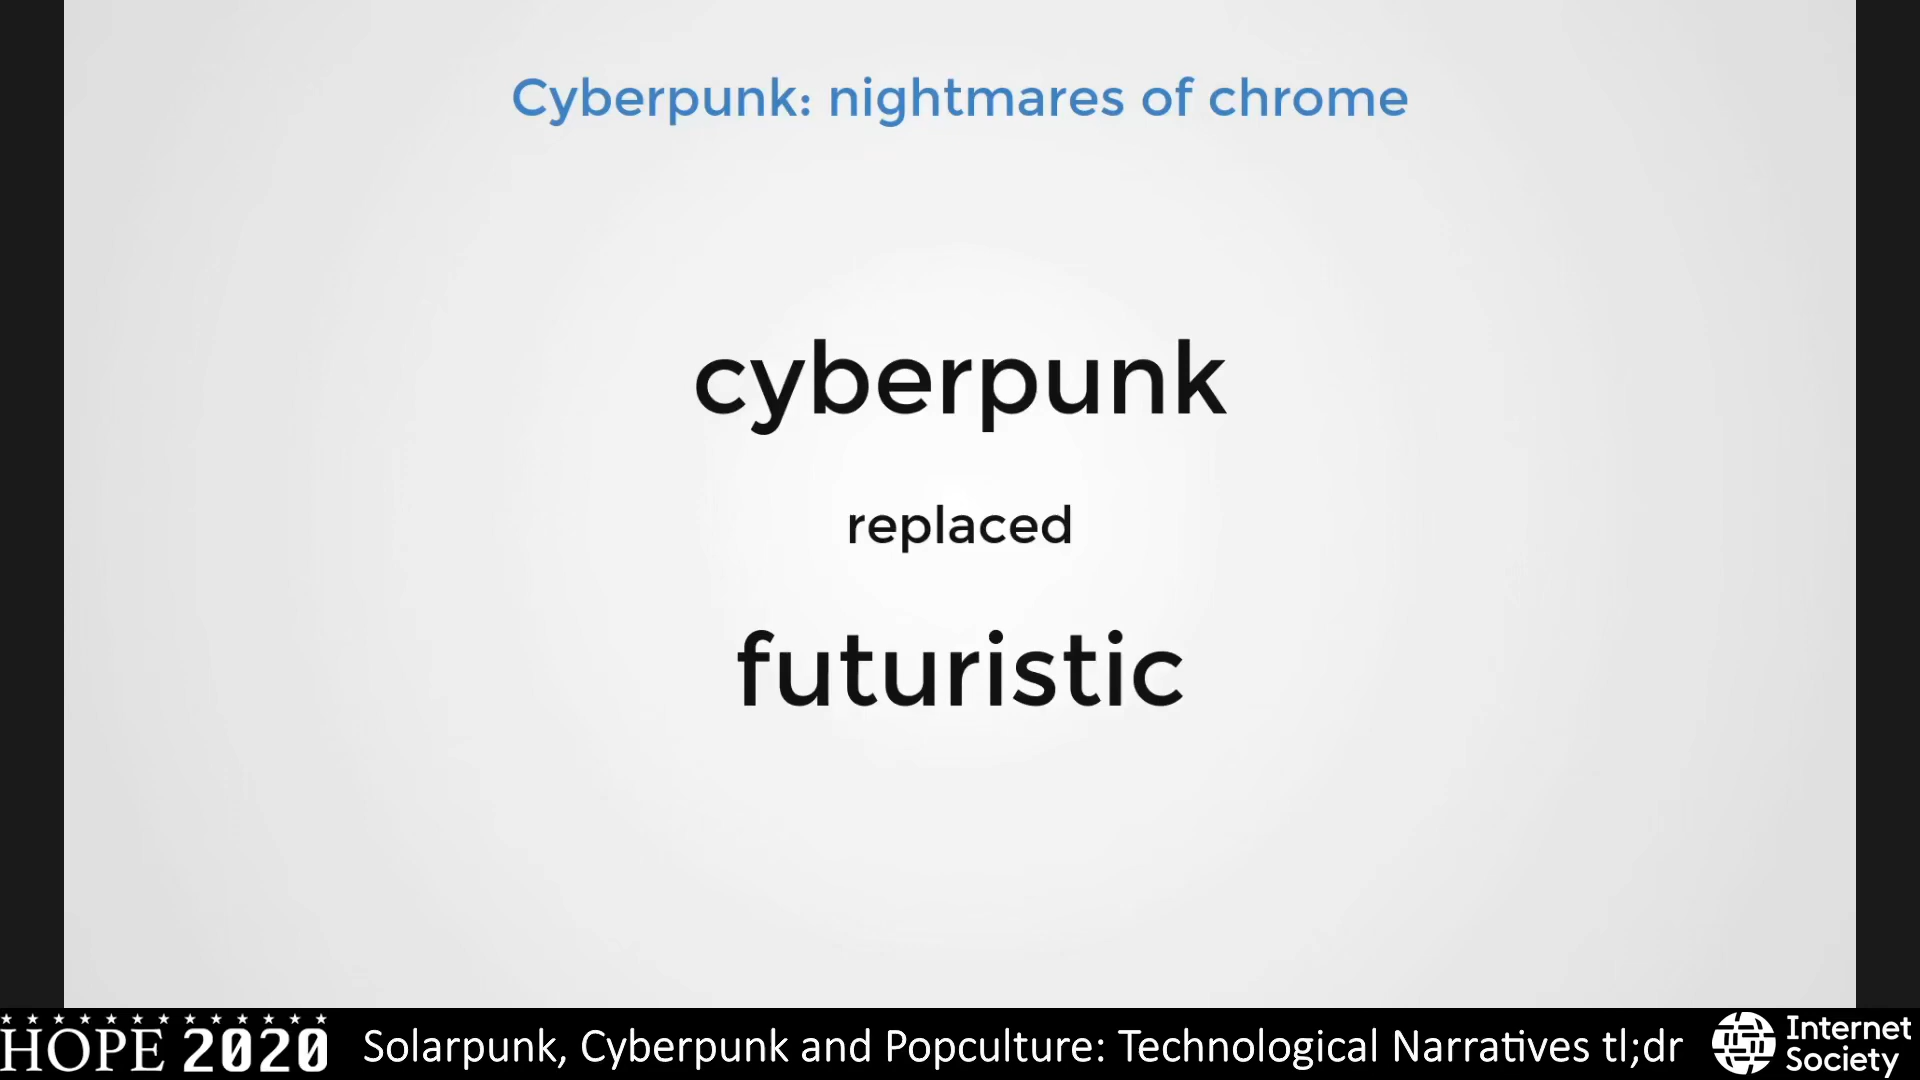 Cyberpunk: nightmares of chrome
cyberpunk
replaced
futuristic
HOPE 2020
Solarpunk, Cyberpunk and Popculture: Technological Narratives tl;dr
Internet
Society